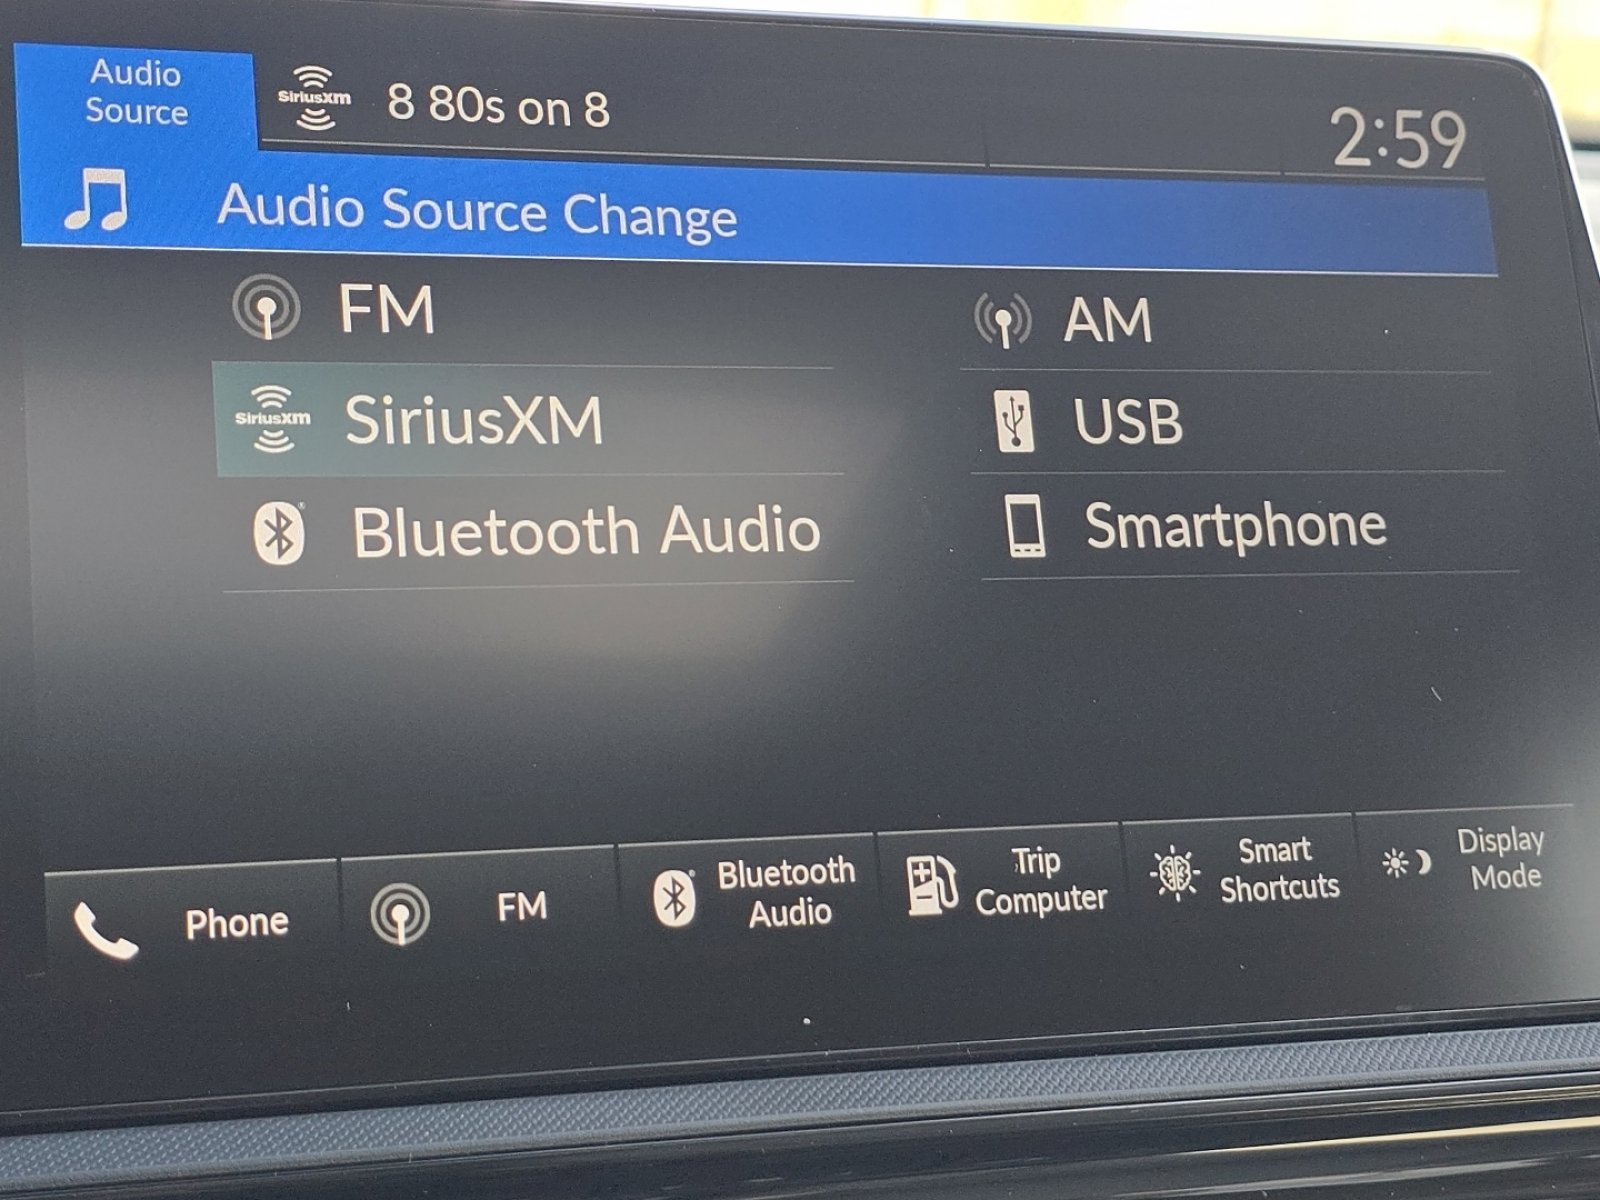 Audio
Source
SiriusXM 8 80s on 8
2:59
Audio Source Change
FM
AM
SiriusXM SiriusXM
USB
Bluetooth Audio
Smartphone
Phone
FM
Bluetooth
Audio
Trip
Computer
Smart
Shortcuts
Display
Mode